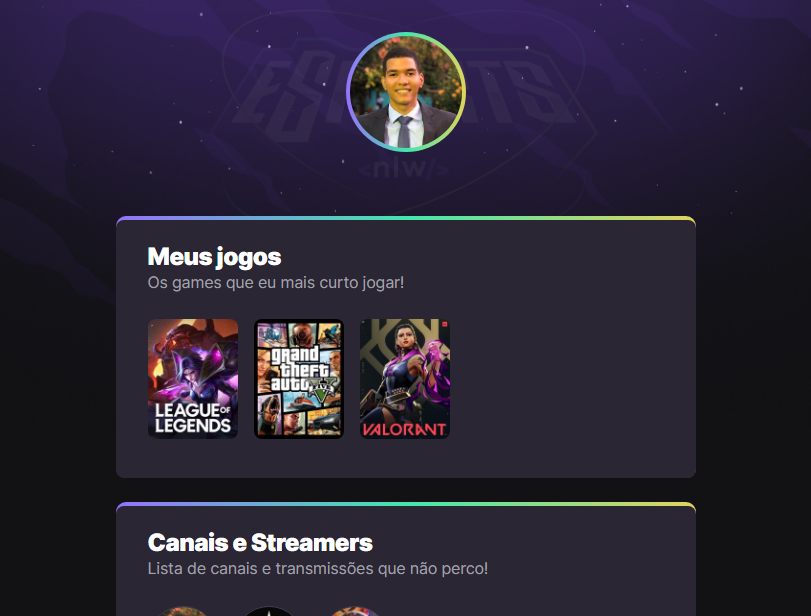 ESPORTS
<nlw/>
Meus jogos
Os games que eu mais curto jogar!
LEAGUE OF
LEGENDS
grand
theft
auto V
FIVE
VALORANT
Canais e Streamers
Lista de canais e transmissões que não perco!